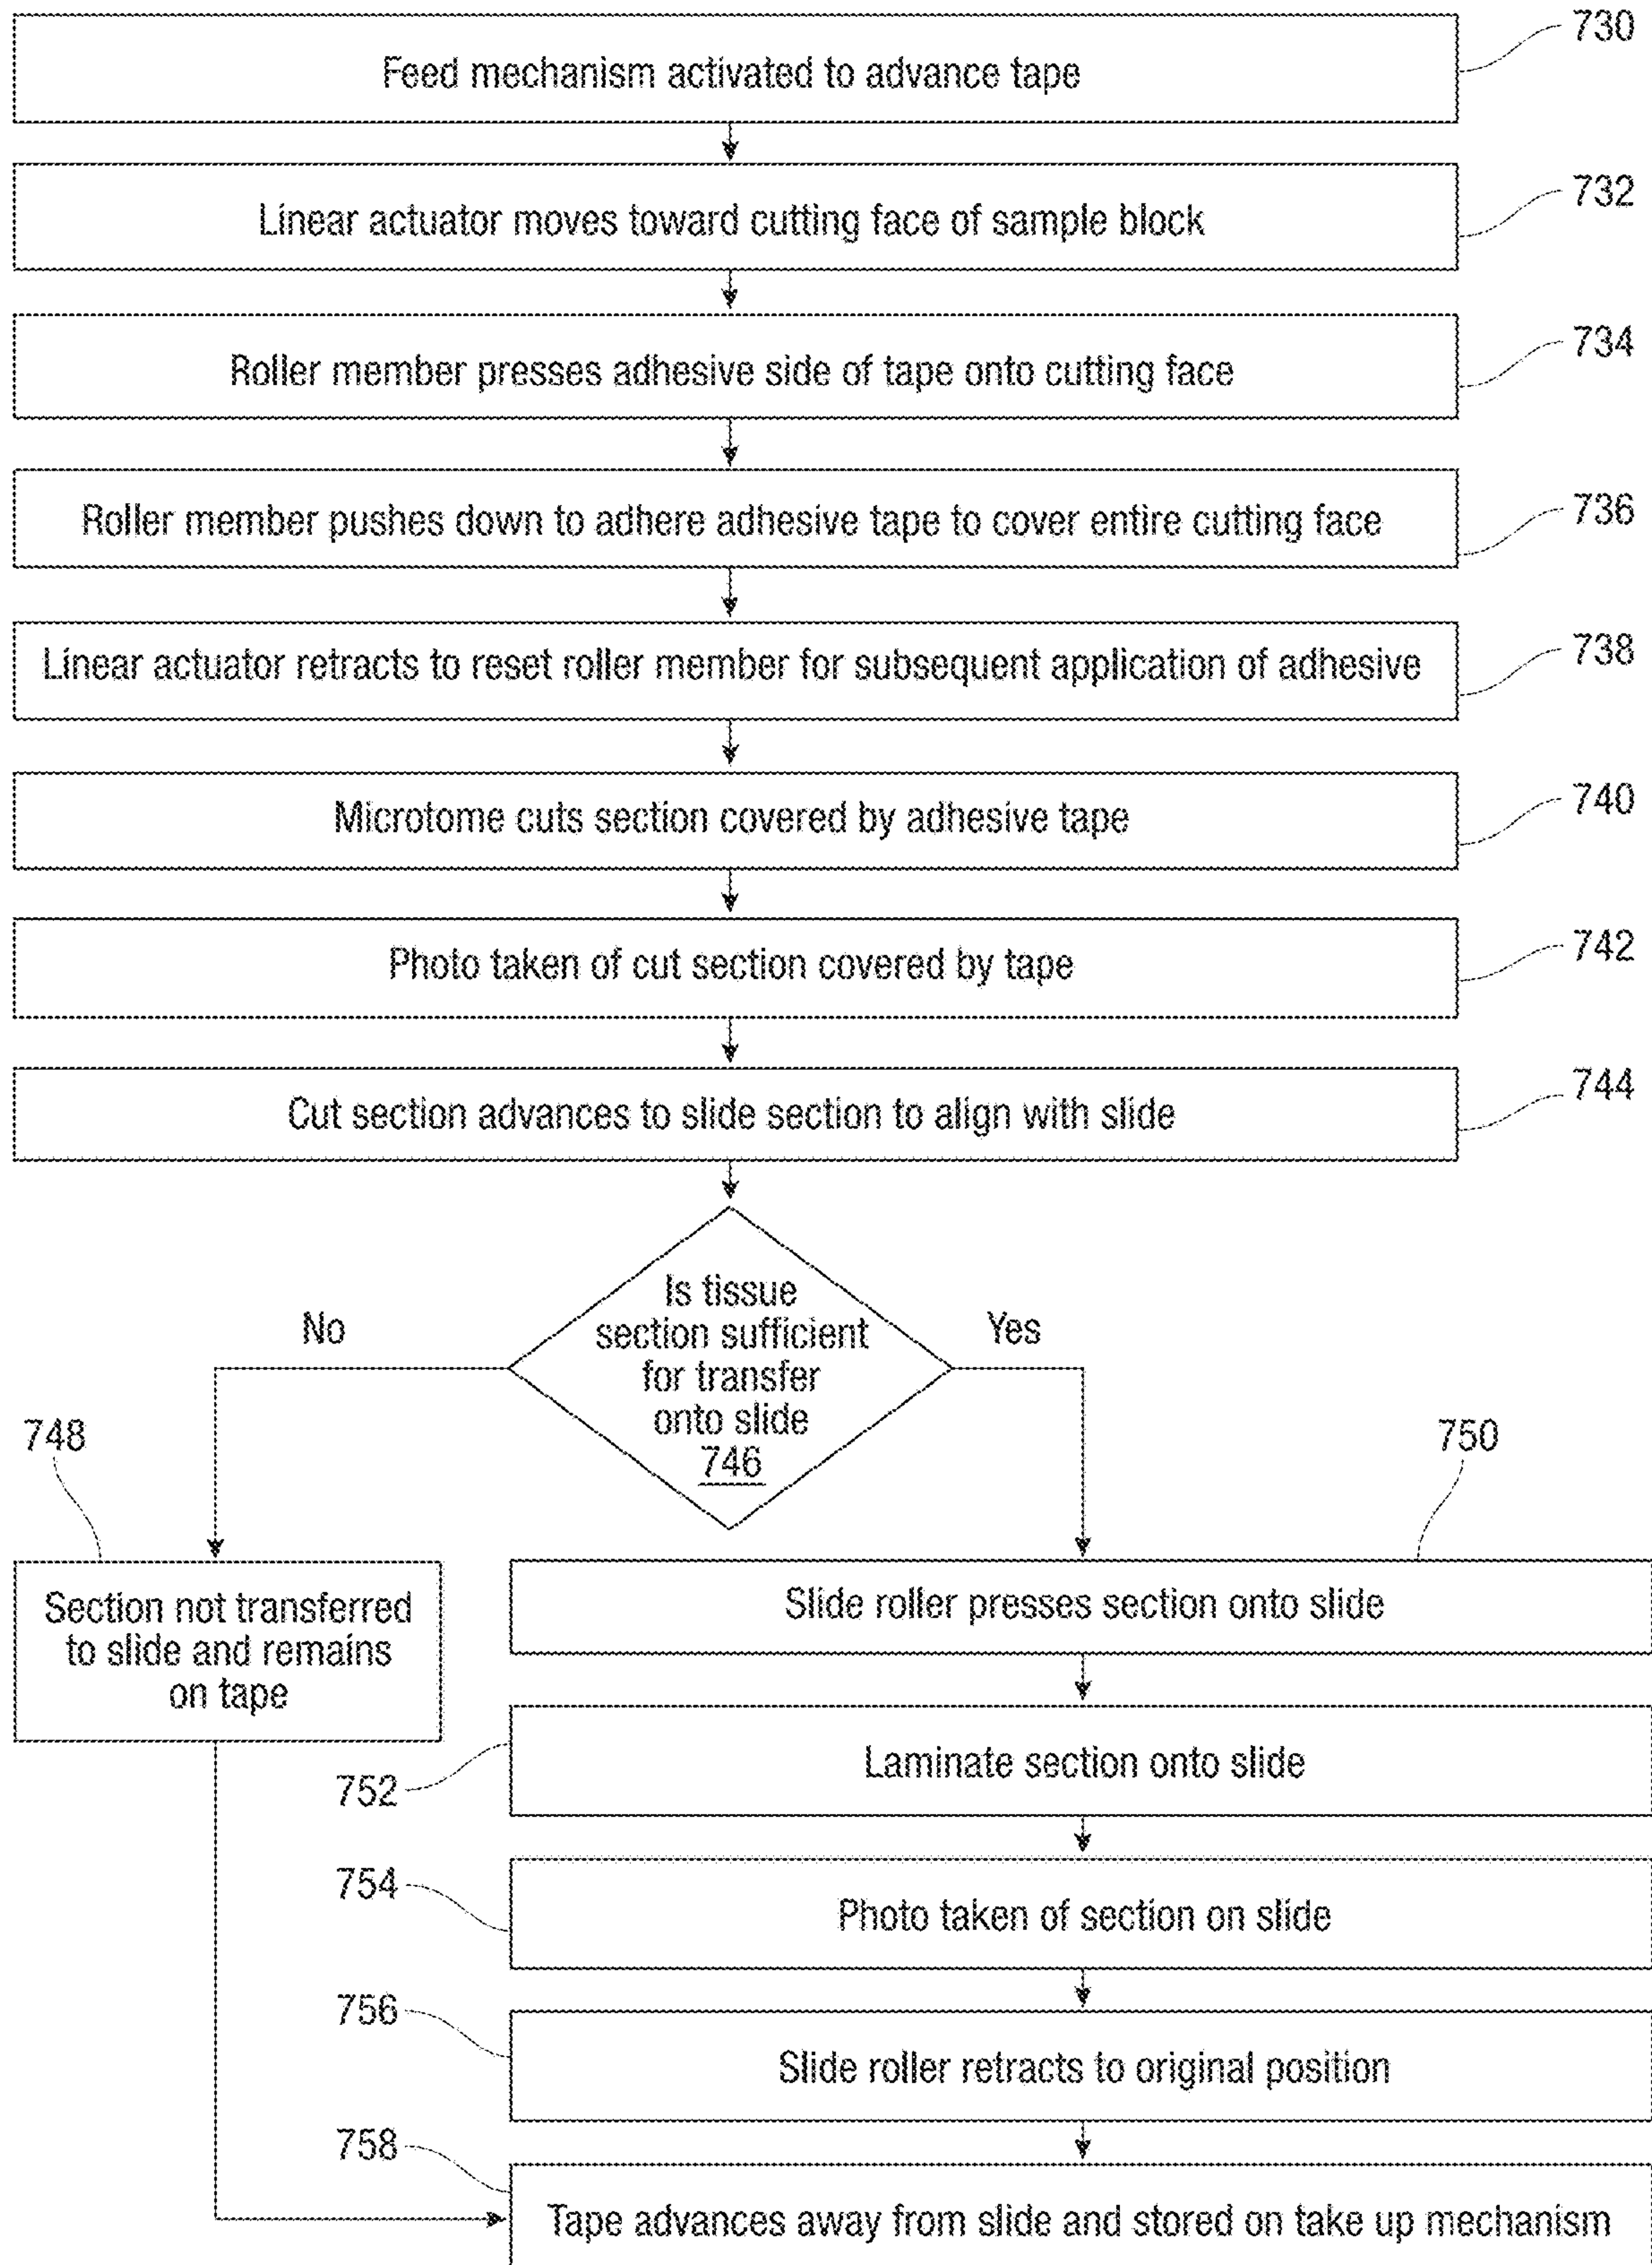 730
Feed mechanism activated to advance tape
732
Linear actuator moves toward cutting face of sample block
734
Roller member presses adhesive side of tape onto cutting face
736
Roller member pushes down to adhere adhesive tape to cover entire cutting face
738
Linear actuator retracts to reset roller member for subsequent application of adhesive
740
Microtome cuts section covered by adhesive tape
742
Photo taken of cut section covered by tape
744
Cut section advances to slide section to align with slide
Is tissue
section sufficient
for transfer
onto slide
746
No
Yes
748
Section not transferred
to slide and remains
on tape
750
Slide roller presses section onto slide
752
Laminate section onto slide
754
Photo taken of section on slide
756
Slide roller retracts to original position
758
Tape advances away from slide and stored on take up mechanism